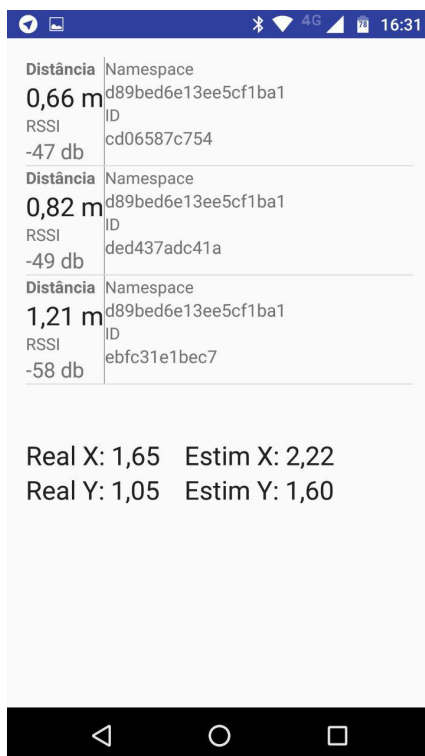 4G 78 16:31
Distância Namespace
0,66 m d89bed6e13ee5cf1ba1
RSSI ID
-47 db cd06587c754
Distância Namespace
0,82 m d89bed6e13ee5cf1ba1
RSSI ID
-49 db ded437adc41a
Distância Namespace
1,21 m d89bed6e13ee5cf1ba1
RSSI ID
-58 db ebfc31e1bec7
Real X: 1,65 Estim X: 2,22
Real Y: 1,05 Estim Y: 1,60